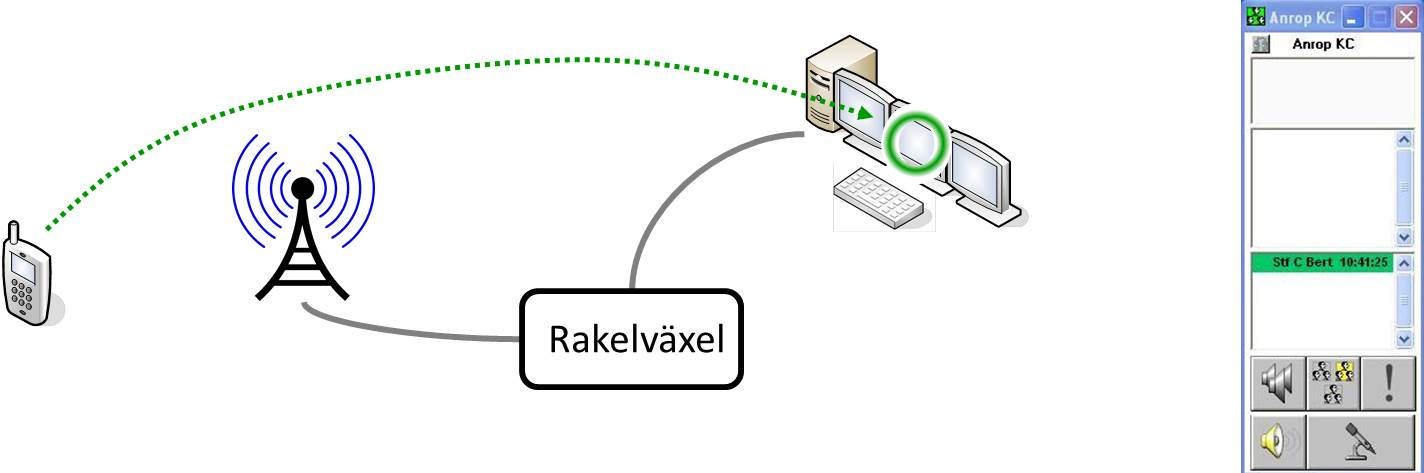 Rakelväxel
Anrop KC
Anrop KC
Stf C Bert 10:41:25